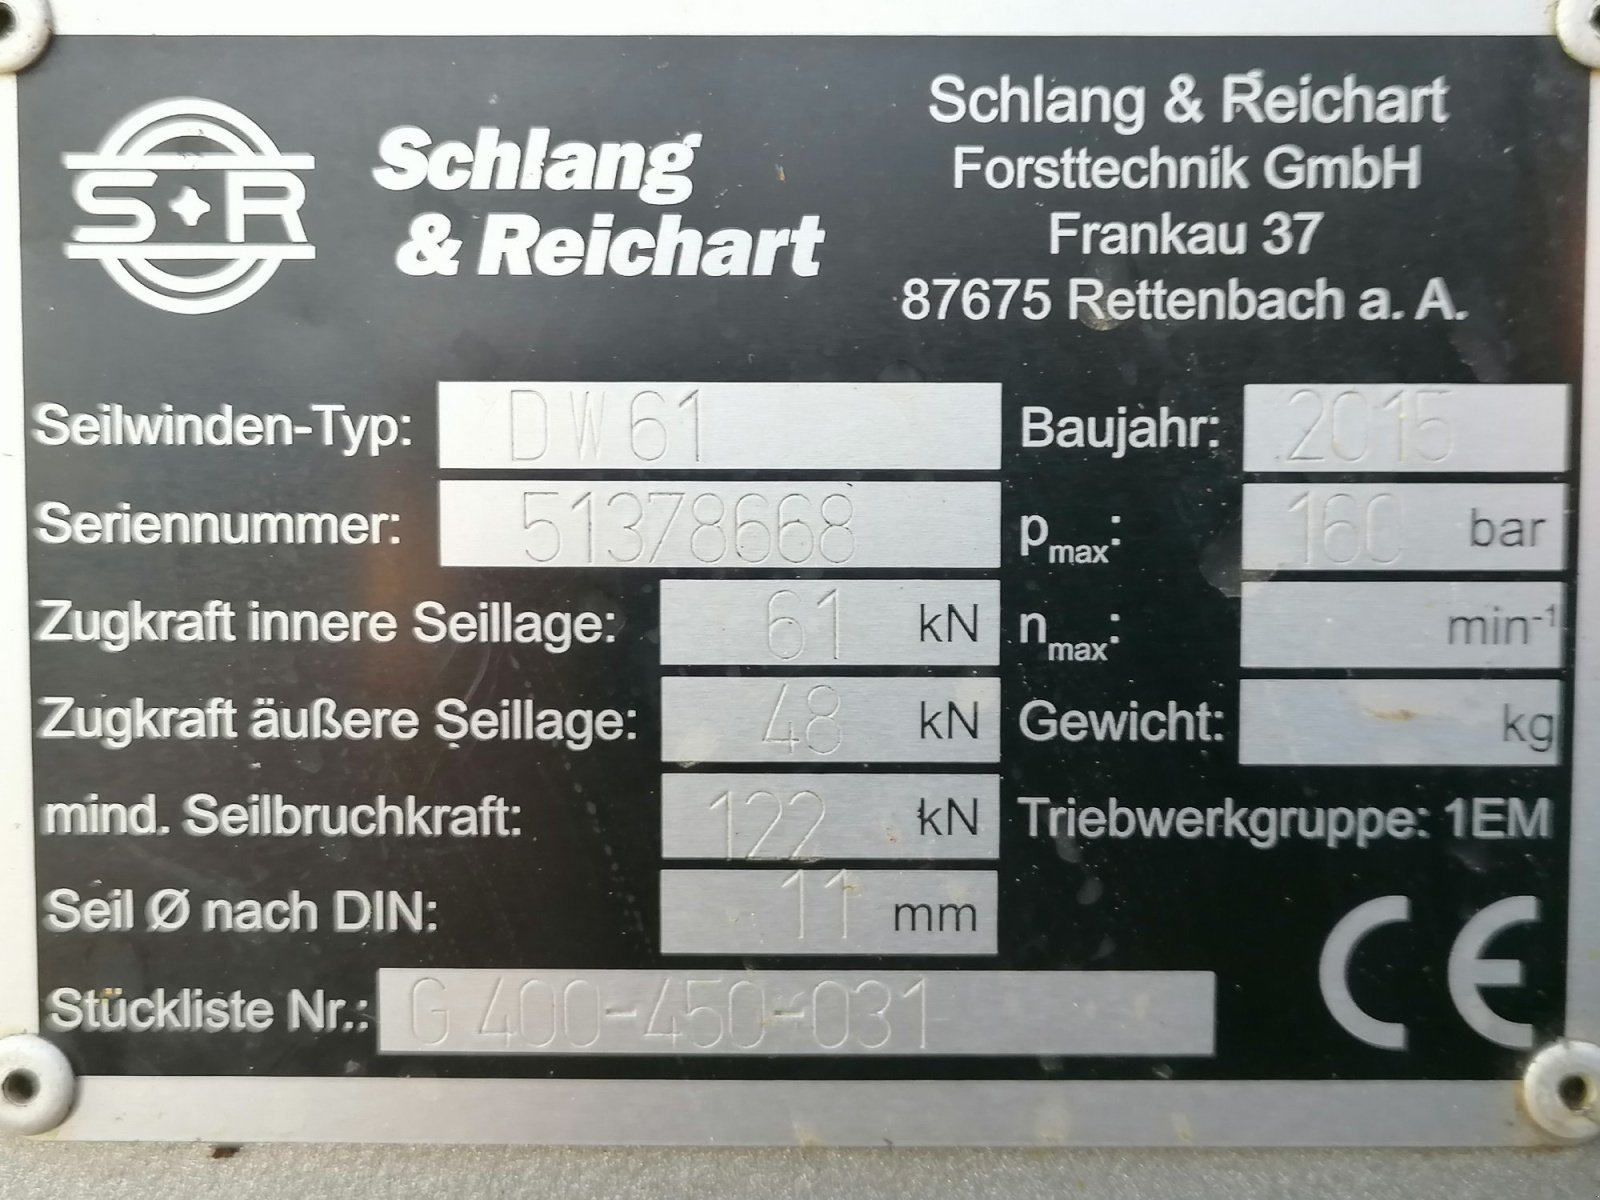 S+R
Schlang
& Reichart
Schlang & Reichart
Forsttechnik GmbH
Frankau 37
87675 Rettenbach a. A.
Seilwinden-Typ: DW61
Baujahr: 2015
Seriennummer: 51378668
pmax: 160 bar
Zugkraft innere Seillage: 61 kN
nmax: min-1
Zugkraft äußere Seillage: 48 kN
Gewicht: kg
mind. Seilbruchkraft: 122 kN
Triebwerkgruppe: 1EM
Seil Ø nach DIN: 11 mm
Stückliste Nr.: G 400-450-031
CE